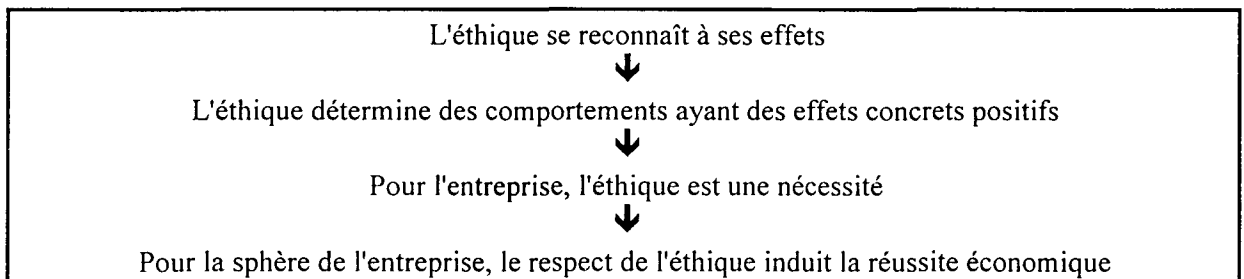 L'éthique se reconnaît à ses effets
L'éthique détermine des comportements ayant des effets concrets positifs
Pour l'entreprise, l'éthique est une nécessité
Pour la sphère de l'entreprise, le respect de l'éthique induit la réussite économique